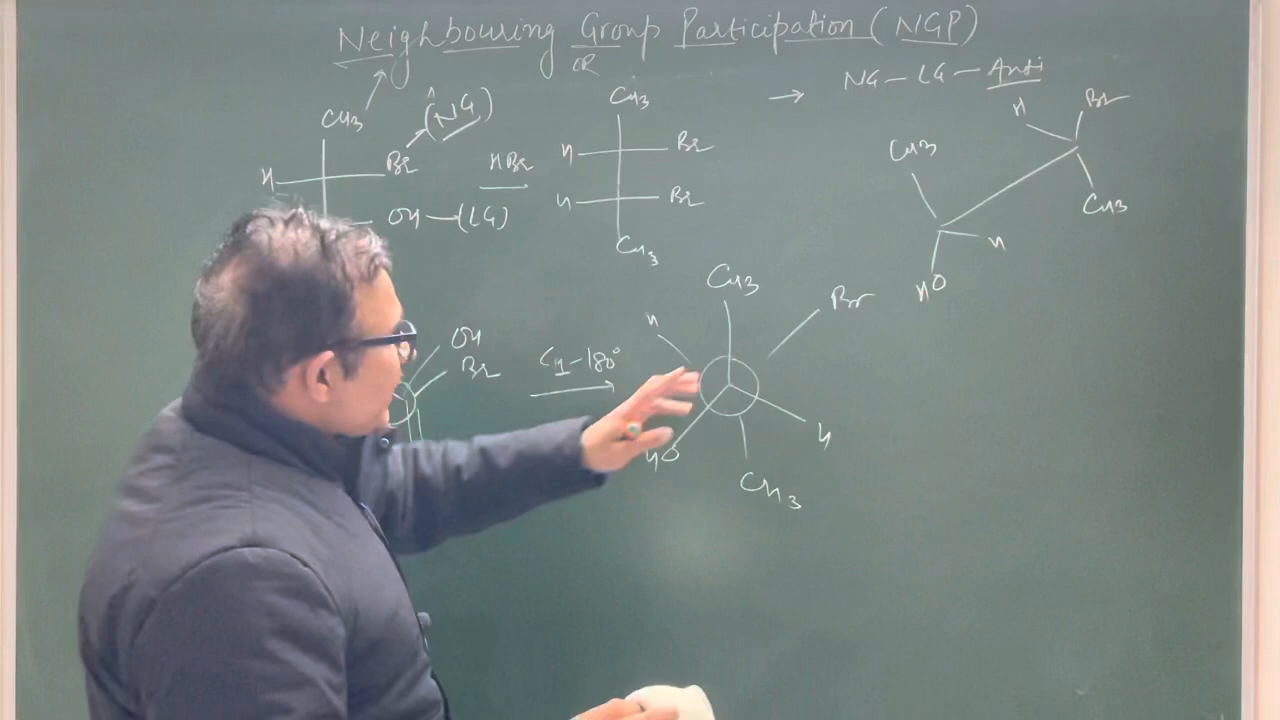 Neighbouring Group Participation (NGP)
OR
NG – LG – Anti
CH3
(NG)
H Br
OH – (LG)
HBr
CH3
H Br
H Br
CH3
H Br
CH3
CH3
H
HO
OH
Br
C1 – 180°
CH3
H Br
HO H
CH3